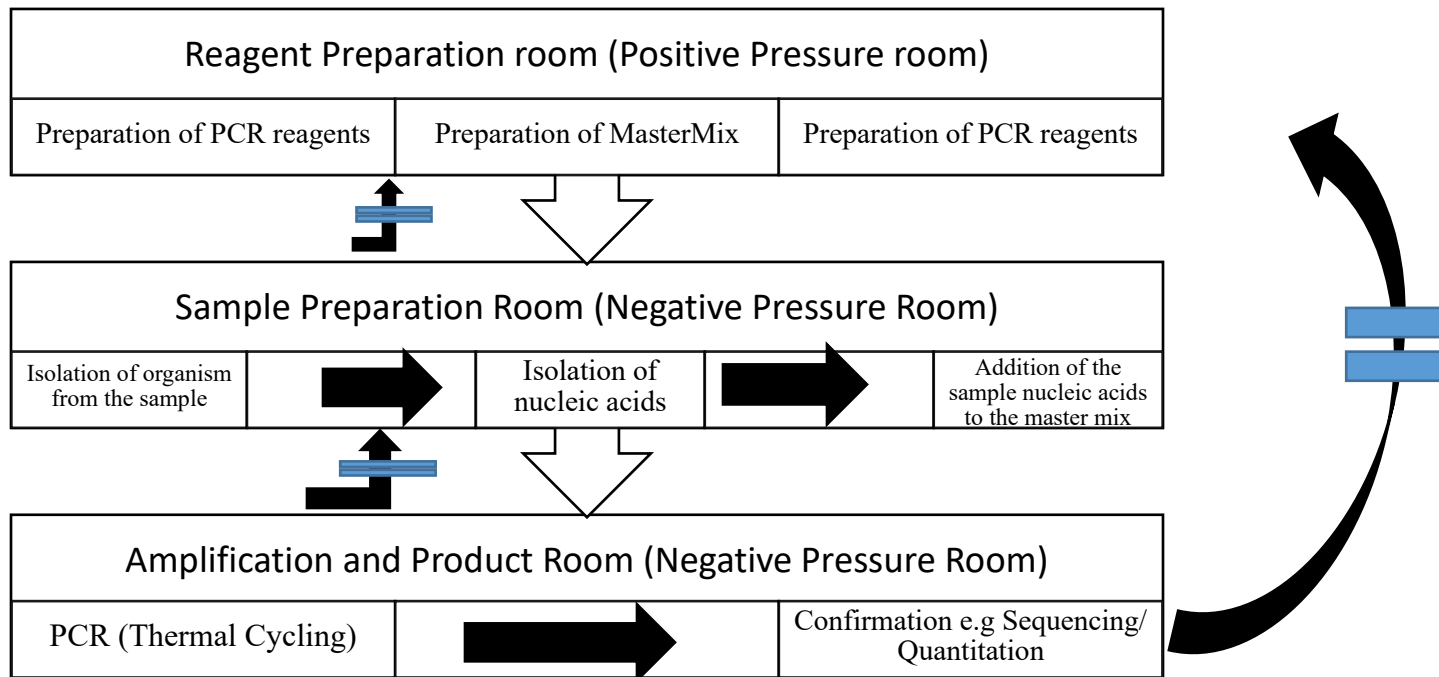 Reagent Preparation room (Positive Pressure room)
Preparation of PCR reagents
Preparation of MasterMix
Preparation of PCR reagents
Sample Preparation Room (Negative Pressure Room)
Isolation of organism
from the sample
Isolation of
nucleic acids
Addition of the
sample nucleic acids
to the master mix
Amplification and Product Room (Negative Pressure Room)
PCR (Thermal Cycling)
Confirmation e.g Sequencing/
Quantitation